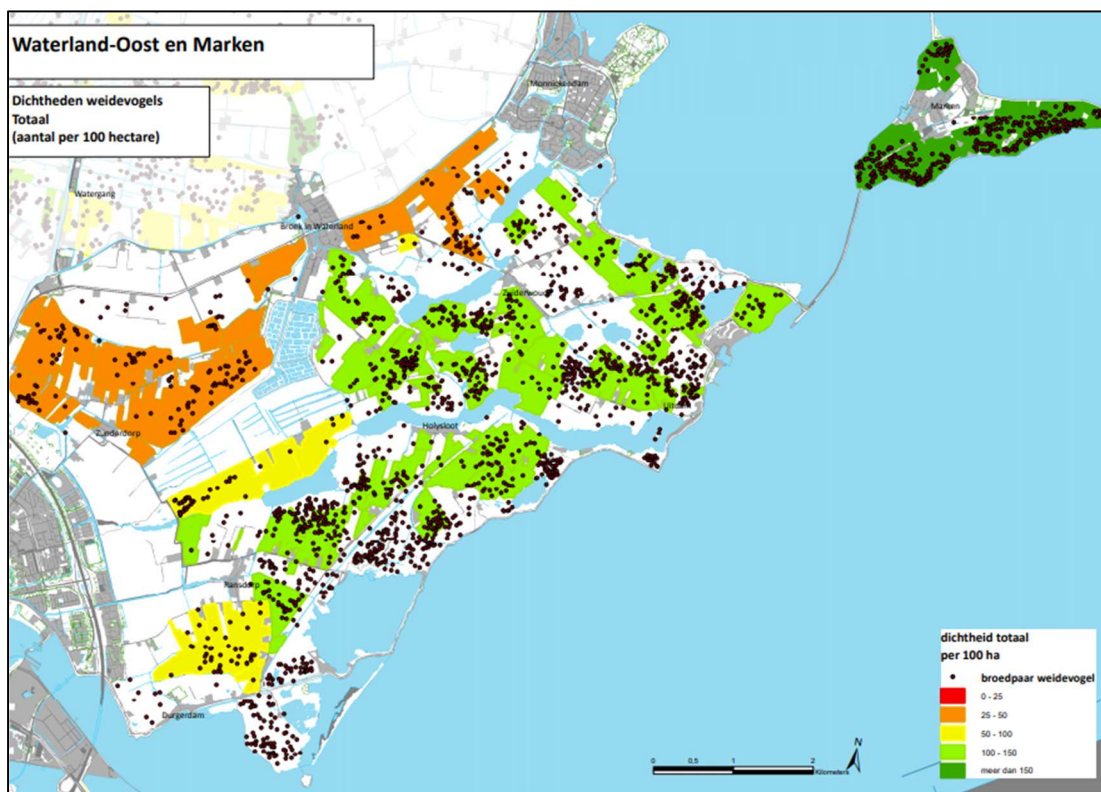 Waterland-Oost en Marken
Dichtheden weidevogels
Totaal
(aantal per 100 hectare)
Monnickendam
Marken
Watergang
Broek in Waterland
Zuiderwoude
Uitdam
Zunderdorp
Holysloot
Ransdorp
Durgerdam
dichtheid totaal
per 100 ha
broedpaar weidevogel
0 - 25
25 - 50
50 - 100
100 - 150
meer dan 150
N
0 0,5 1 2
Kilometers